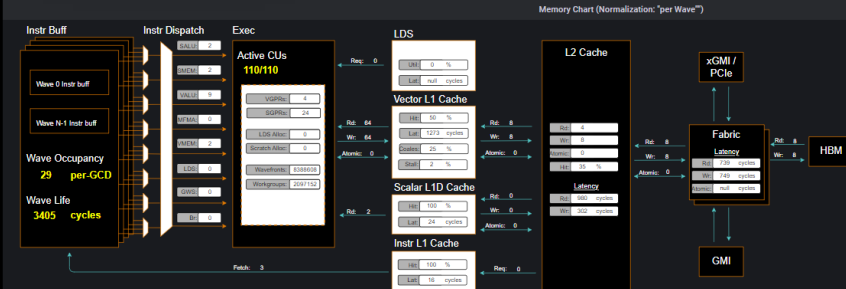 Memory Chart (Normalization: "per Wave"")
Instr Buff
Wave 0 Instr buff
Wave N-1 Instr buff
Wave Occupancy
29 per-GCD
Wave Life
3405 cycles
Instr Dispatch
SALU: 2
SMEM: 2
VALU: 9
MFMA: 0
VMEM: 2
LDS: 0
GWS: 0
Br: 0
Exec
Active CUs
110/110
VGPRs: 4
SGPRs: 24
LDS Alloc: 0
Scratch Alloc: 0
Wavefronts: 8388608
Workgroups: 2097152
Fetch: 3
Req: 0
Rd: 64
Wr: 64
Atomic: 0
Rd: 2
LDS
Util: 0 %
Lat: null cycles
Vector L1 Cache
Hit: 50 %
Lat: 1273 cycles
Coales: 25 %
Stall: 2 %
Scalar L1D Cache
Hit: 100 %
Lat: 24 cycles
Instr L1 Cache
Hit: 100 %
Lat: 16 cycles
Rd: 8
Wr: 8
Atomic: 0
Rd: 0
Wr: 0
Atomic: 0
Req: 0
L2 Cache
Rd: 4
Wr: 8
Atomic: 0
Hit: 35 %
Latency
Rd: 980 cycles
Wr: 302 cycles
Rd: 8
Wr: 8
Atomic: 0
xGMI /
PCIe
Fabric
Latency
Rd: 739 cycles
Wr: 749 cycles
Atomic: null cycles
GMI
Rd: 8
Wr: 8
HBM